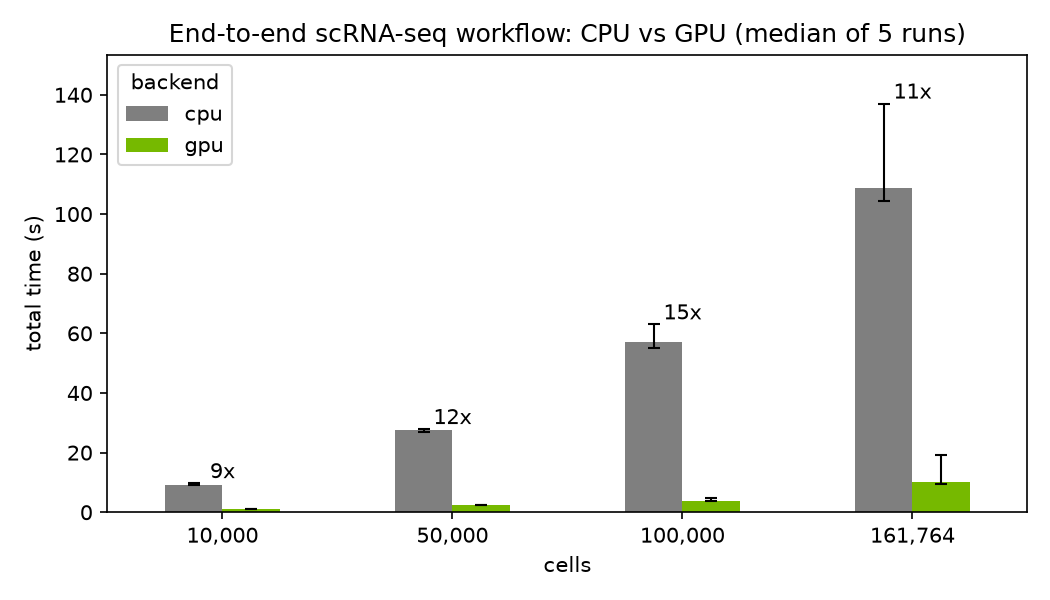 End-to-end scRNA-seq workflow: CPU vs GPU (median of 5 runs)
backend
cpu
gpu
total time (s)
140
120
100
80
60
40
20
0
9x
12x
15x
11x
10,000
50,000
100,000
161,764
cells